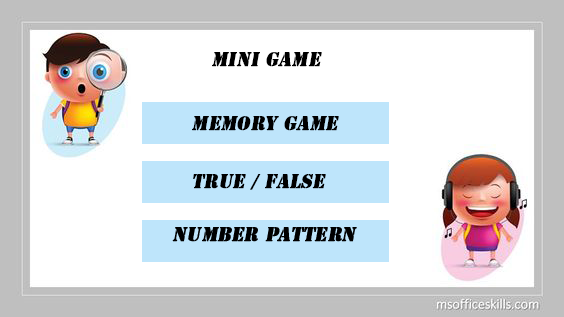 MINI GAME
MEMORY GAME
TRUE / FALSE
NUMBER PATTERN
msofficeskills.com